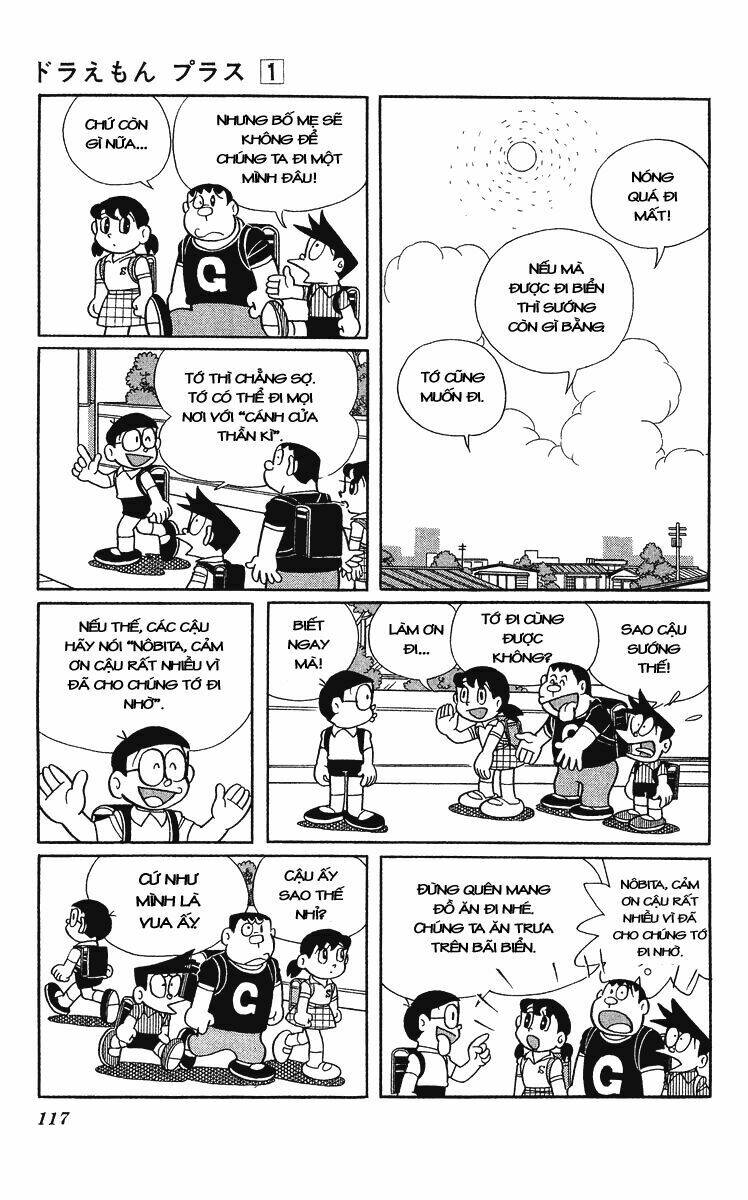 ドラえもん プラス 1
NÓNG
QUÁ ĐI
MẤT!
NẾU MÀ
ĐƯỢC ĐI BIỂN
THÌ SƯỚNG
CÒN GÌ BẰNG.
TỚ CŨNG
MUỐN ĐI.
NHƯNG BỐ MẸ SẼ
KHÔNG ĐỂ
CHÚNG TA ĐI MỘT
MÌNH ĐÂU!
CHỨ CÒN
GÌ NỮA...
G
S
TỚ THÌ CHẲNG SỢ.
TỚ CÓ THỂ ĐI MỌI
NƠI VỚI "CÁNH CỬA
THẦN KÌ".
SAO CẬU
SƯỚNG
THẾ!
TỚ ĐI CÙNG
ĐƯỢC
KHÔNG?
LÀM ƠN
ĐI...
BIẾT
NGAY
MÀ!
NẾU THẾ, CÁC CẬU
HÃY NÓI "NÔBITA, CẢM
ƠN CẬU RẤT NHIỀU VÌ
ĐÃ CHO CHÚNG TỚ ĐI
NHỜ".
NÔBITA, CẢM
ƠN CẬU RẤT
NHIỀU VÌ ĐÃ
CHO CHÚNG TỚ
ĐI NHỜ.
ĐỪNG QUÊN MANG
ĐỒ ĂN ĐI NHÉ.
CHÚNG TA ĂN TRƯA
TRÊN BÃI BIỂN.
G
S
CẬU ẤY
SAO THẾ
NHỈ?
CỨ NHƯ
MÌNH LÀ
VUA ẤY.
G
S
117